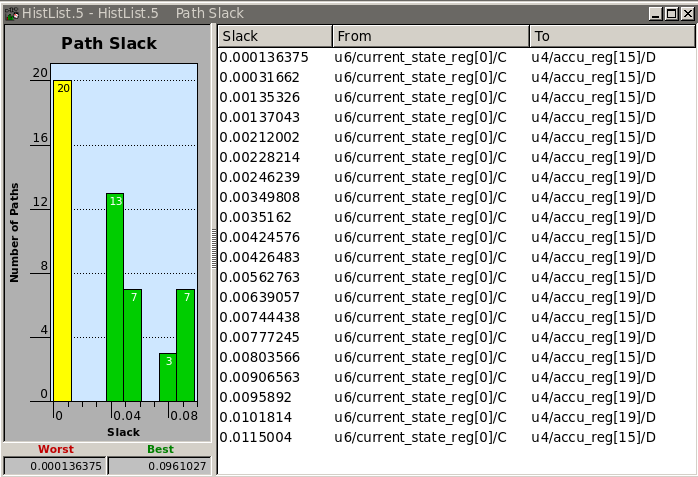 HistList.5 - HistList.5    Path Slack
Path Slack
20
16
12
8
4
0
Number of Paths
20
13
7
3
7
0
0.04
0.08
Slack
Worst Best
0.000136375 0.0961027
Slack From To
0.000136375 u6/current_state_reg[0]/C u4/accu_reg[15]/D
0.00031662 u6/current_state_reg[0]/C u4/accu_reg[15]/D
0.00135326 u6/current_state_reg[0]/C u4/accu_reg[15]/D
0.00137043 u6/current_state_reg[0]/C u4/accu_reg[15]/D
0.00212002 u6/current_state_reg[0]/C u4/accu_reg[15]/D
0.00228214 u6/current_state_reg[0]/C u4/accu_reg[19]/D
0.00246239 u6/current_state_reg[0]/C u4/accu_reg[19]/D
0.00349808 u6/current_state_reg[0]/C u4/accu_reg[19]/D
0.0035162 u6/current_state_reg[0]/C u4/accu_reg[19]/D
0.00424576 u6/current_state_reg[0]/C u4/accu_reg[15]/D
0.00426483 u6/current_state_reg[0]/C u4/accu_reg[19]/D
0.00562763 u6/current_state_reg[0]/C u4/accu_reg[15]/D
0.00639057 u6/current_state_reg[0]/C u4/accu_reg[19]/D
0.00744438 u6/current_state_reg[0]/C u4/accu_reg[15]/D
0.00777245 u6/current_state_reg[0]/C u4/accu_reg[19]/D
0.00803566 u6/current_state_reg[0]/C u4/accu_reg[15]/D
0.00906563 u6/current_state_reg[0]/C u4/accu_reg[19]/D
0.0095892 u6/current_state_reg[0]/C u4/accu_reg[19]/D
0.0101814 u6/current_state_reg[0]/C u4/accu_reg[19]/D
0.0115004 u6/current_state_reg[0]/C u4/accu_reg[15]/D